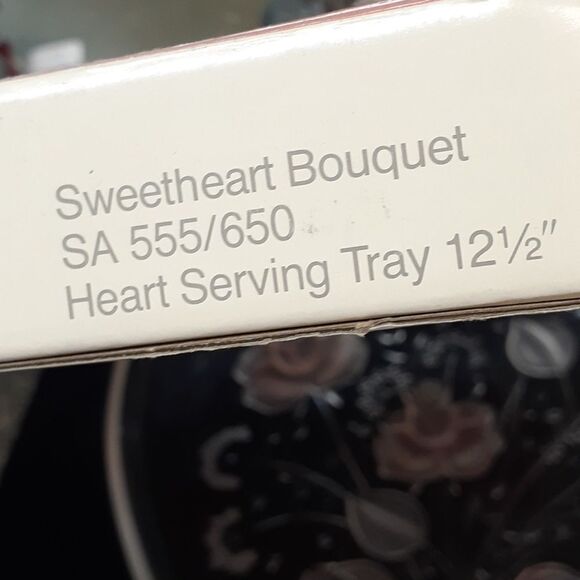 Sweetheart Bouquet
SA 555/650
Heart Serving Tray 12½"